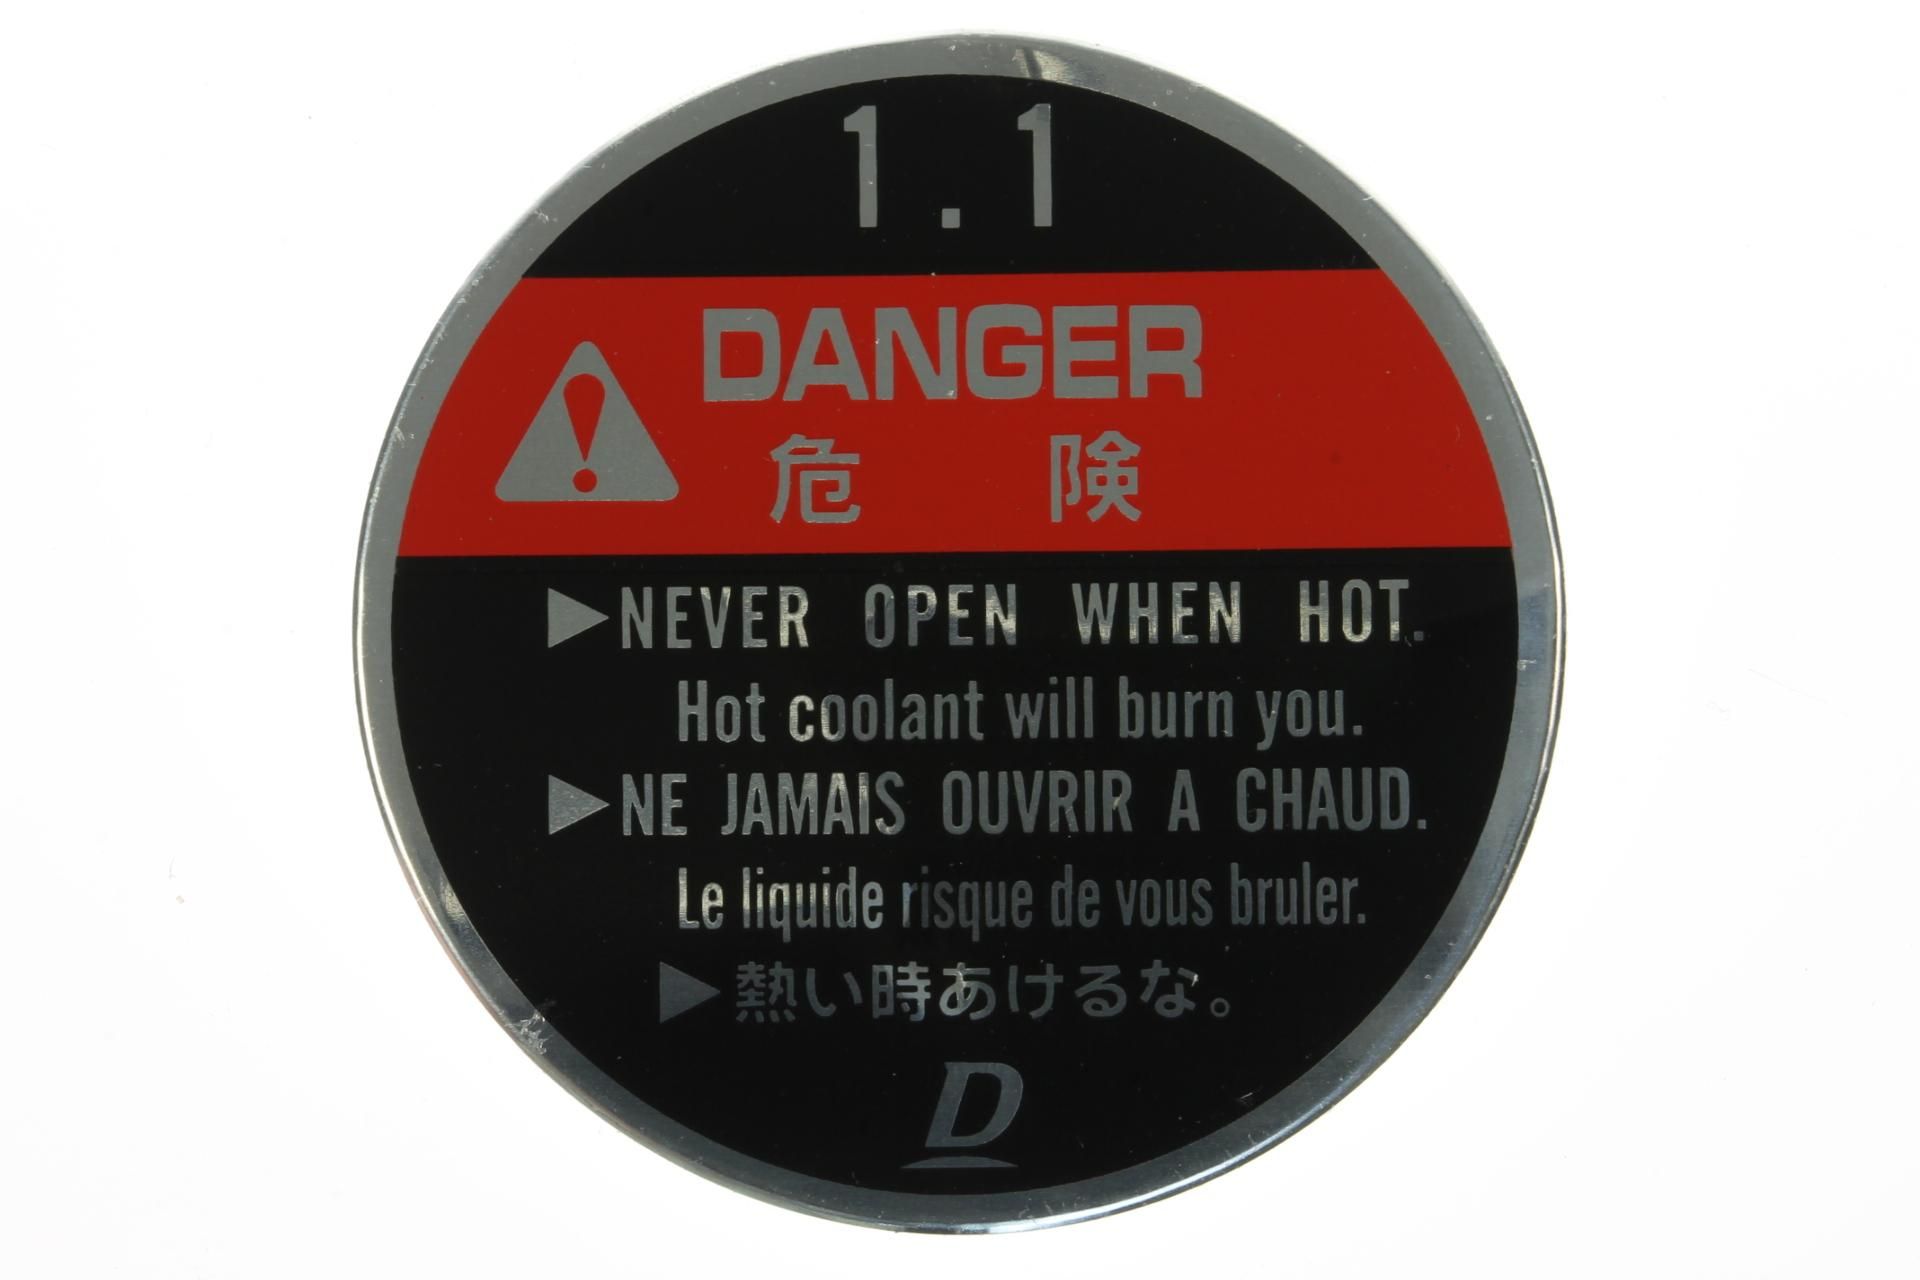 1.1
DANGER
危険
▶NEVER OPEN WHEN HOT.
Hot coolant will burn you.
▶NE JAMAIS OUVRIR A CHAUD.
Le liquide risque de vous bruler.
▶熱い時あけるな。
D